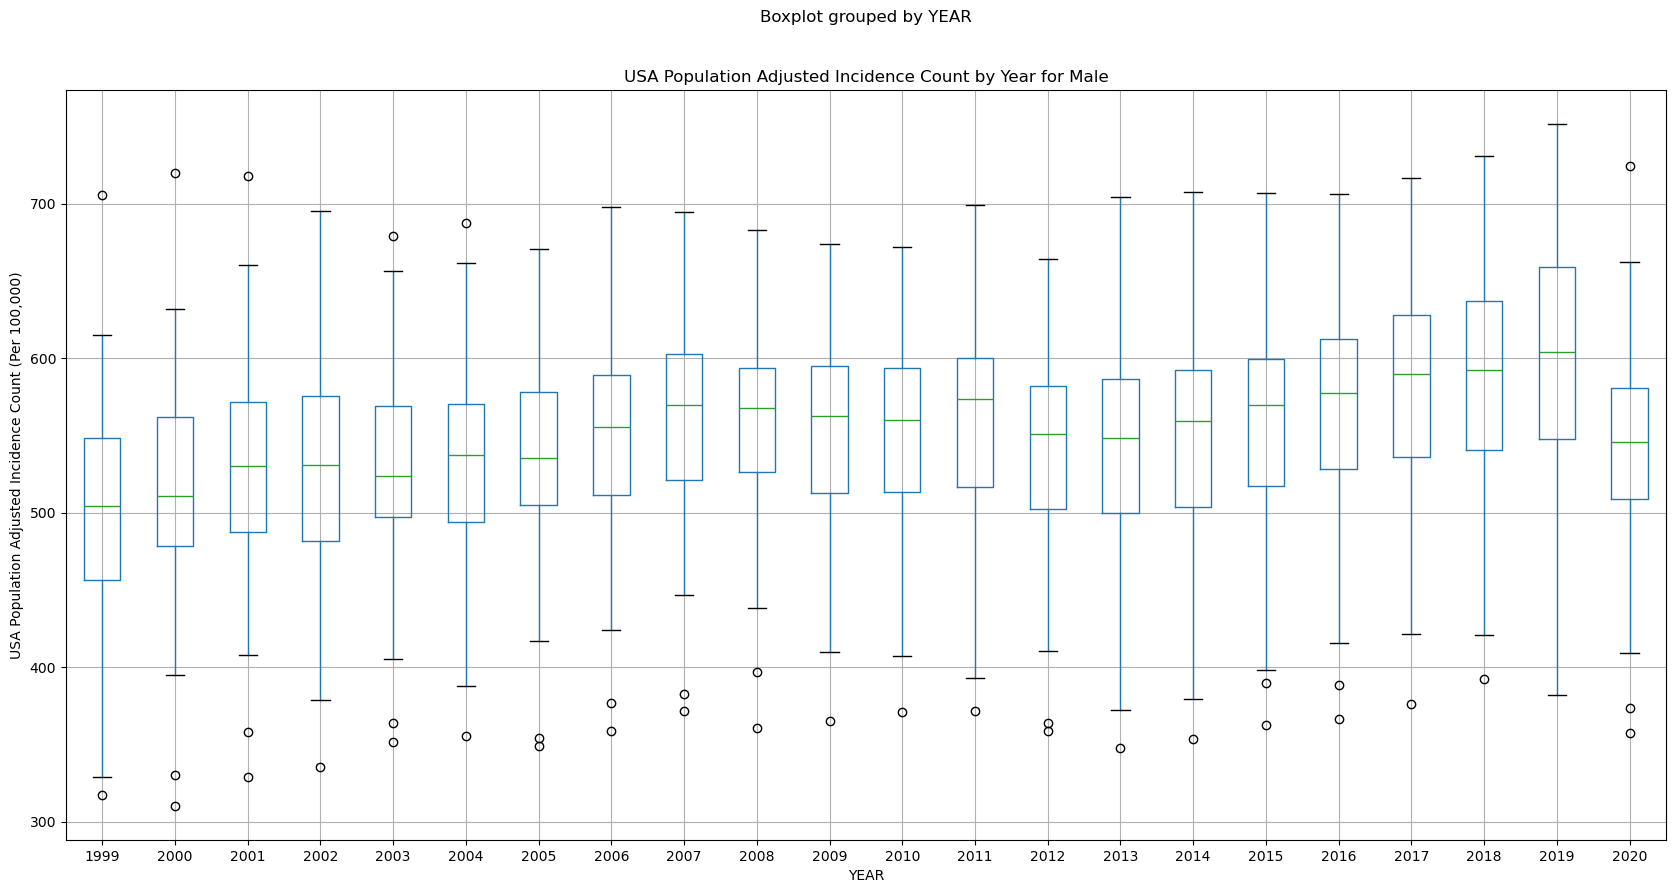 Boxplot grouped by YEAR
USA Population Adjusted Incidence Count by Year for Male
USA Population Adjusted Incidence Count (Per 100,000)
700
600
500
400
300
1999 2000 2001 2002 2003 2004 2005 2006 2007 2008 2009 2010 2011 2012 2013 2014 2015 2016 2017 2018 2019 2020
YEAR